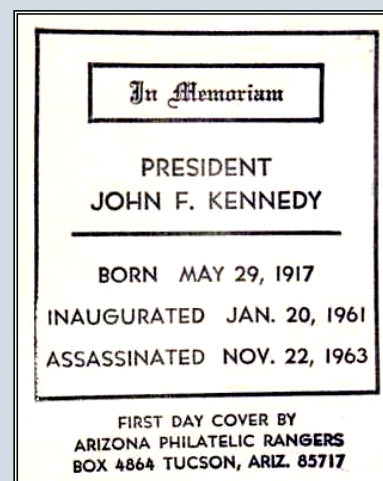 In Memoriam
PRESIDENT
JOHN F. KENNEDY
BORN MAY 29, 1917
INAUGURATED JAN. 20, 1961
ASSASSINATED NOV. 22, 1963
FIRST DAY COVER BY
ARIZONA PHILATELIC RANGERS
BOX 4864 TUCSON, ARIZ. 85717